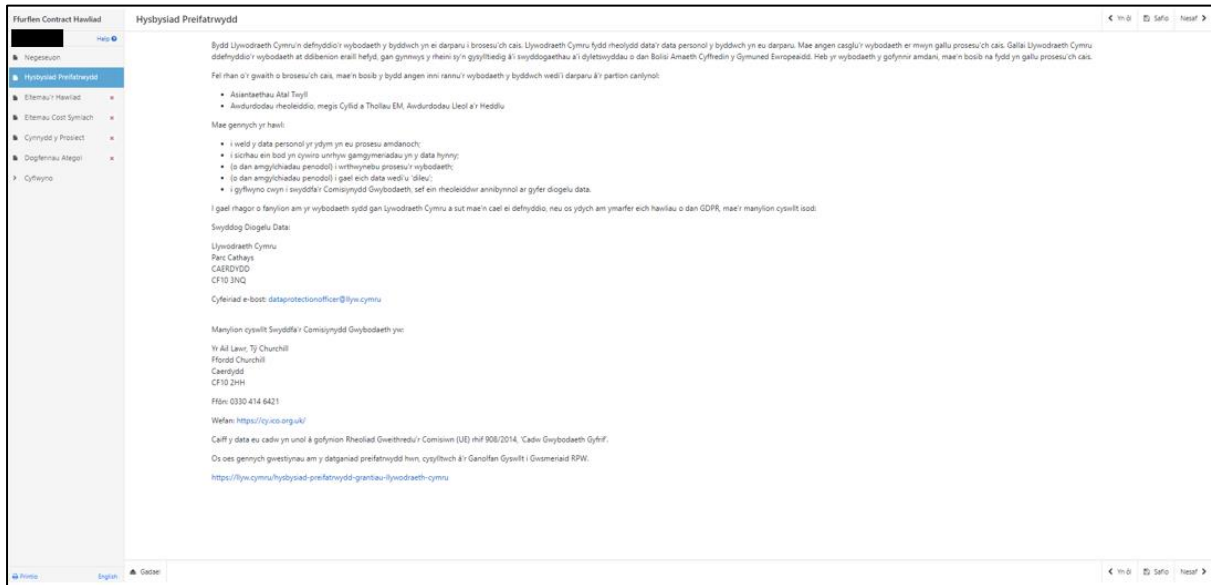 Ffurflen Contract Hawliad
Help
Negeseuon
Hysbysiad Preifatrwydd
Eitemau'r Hawliad
Eitemau Cost Symlach
Cynnydd y Prosiect
Dogfennau Ategol
Cyflwyno
Printio
English
Hysbysiad Preifatrwydd
Yn ôl
Safio
Nesaf
Bydd Llywodraeth Cymru'n defnyddio'r wybodaeth y byddwch yn ei darparu i brosesu'ch cais. Llywodraeth Cymru fydd rheolydd data'r data personol y byddwch yn eu darparu. Mae angen casglu'r wybodaeth er mwyn gallu prosesu'ch cais. Gallai Llywodraeth Cymru
ddefnyddio'r wybodaeth at ddibenion eraill hefyd, gan gynnwys y rheini sy'n gysylltiedig â'i swyddogaethau a'i dyletswyddau o dan Bolisi Amaeth Cyffredin y Gymuned Ewropeaidd. Heb yr wybodaeth y gofynnir amdani, mae'n bosib na fydd yn gallu prosesu'ch cais.
Fel rhan o'r gwaith o brosesu'ch cais, mae'n bosib y bydd angen inni rannu'r wybodaeth y byddwch wedi'i darparu â'r partion canlynol:
• Asiantaethau Atal Twyll
• Awdurdodau rheoleiddio, megis Cyllid a Thollau EM, Awdurdodau Lleol a'r Heddlu
Mae gennych yr hawl:
• i weld y data personal yr ydym yn eu prosesu amdanoch;
• i sicrhau ein bod yn cywiro unrhyw gamgymeriadau yn y data hynny;
• (o dan amgylchiadau penodol) i wrthwynebu prosesu'r wybodaeth;
• (o dan amgylchiadau penodol) i gael eich data wedi'u 'dileu';
• i gyflwyno cwyn i swyddfa'r Comisiynydd Gwybodaeth, sef ein rheoleiddwr annibynnol ar gyfer diogelu data.
I gael rhagor o fanylion am yr wybodaeth sydd gan Lywodraeth Cymru a sut mae'n cael ei defnyddio, neu os ydych am ymarfer eich hawliau o dan GDPR, mae'r manylion cyswllt isod:
Swyddog Diogelu Data:
Llywodraeth Cymru
Parc Cathays
CAERDYDD
CF10 3NQ
Cyfeiriad e-bost: dataprotectionofficer@llyw.cymru
Manylion cyswllt Swyddfa'r Comisiynydd Gwybodaeth yw:
Yr Ail Lawr, Tŷ Churchill
Ffordd Churchill
Caerdydd
CF10 2HH
Ffôn: 0330 414 6421
Wefan: https://cy.ico.org.uk/
Caiff y data eu cadw yn unol â gofynion Rheoliad Gweithredu'r Comisiwn (UE) rhif 908/2014, 'Cadw Gwybodaeth Gyfrif'.
Os oes gennych gwestiynau am y datganiad preifatrwydd hwn, cysylltwch â'r Ganolfan Gyswllt i Gwsmeriaid RPW.
https://llyw.cymru/hysbysiad-preifatrwydd-grantiau-llywodraeth-cymru
Gadael
Yn ôl
Safio
Nesaf